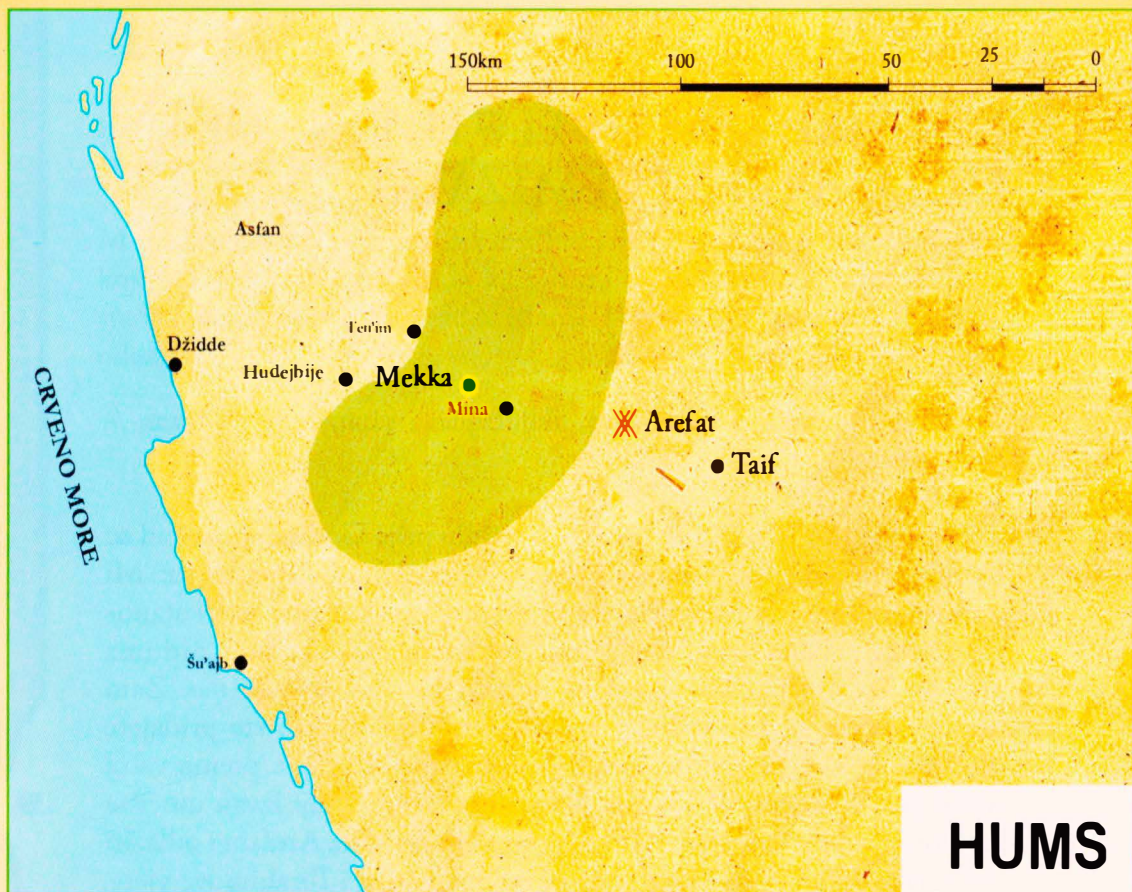 150km 100 50 25 0
Asfan
Ten'im
Džidde
Hudejbije
Mekka
Mina
Arefat
Taif
CRVENO MORE
Šu'ajb
HUMS